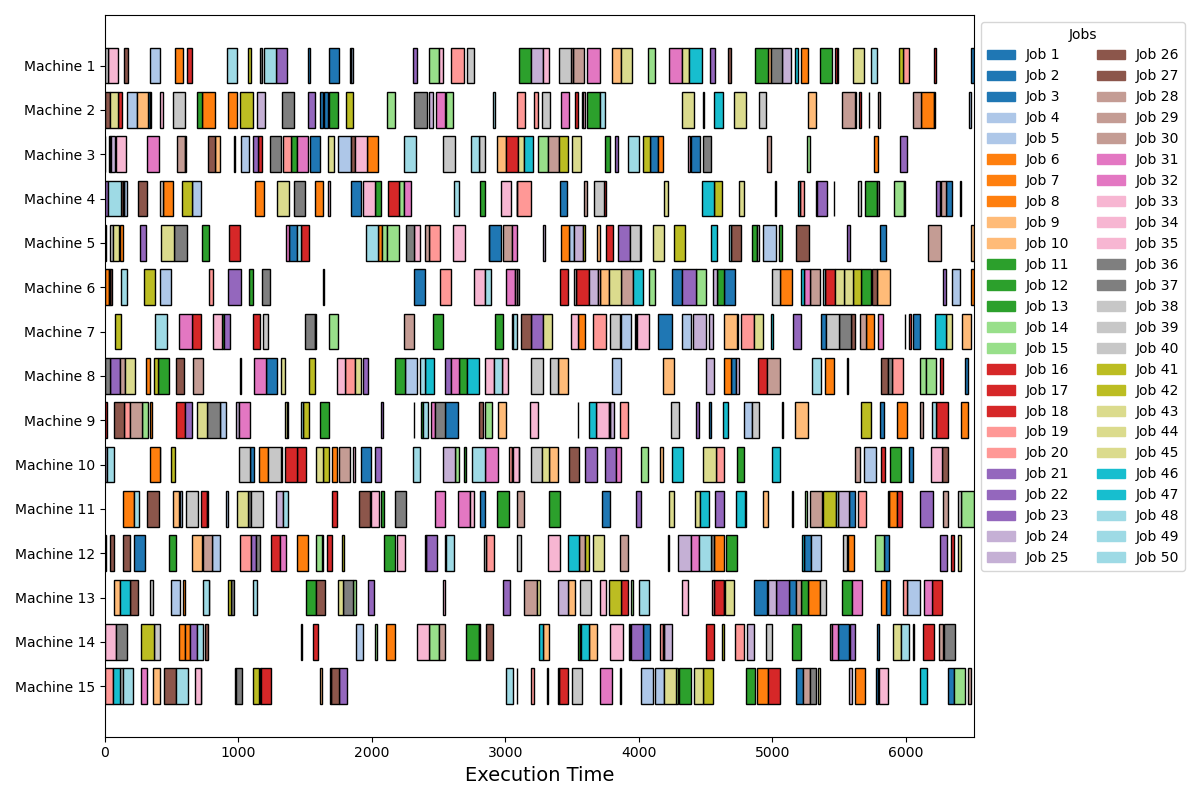 Machine 1
Machine 2
Machine 3
Machine 4
Machine 5
Machine 6
Machine 7
Machine 8
Machine 9
Machine 10
Machine 11
Machine 12
Machine 13
Machine 14
Machine 15
0 1000 2000 3000 4000 5000 6000
Execution Time
Jobs
Job 1
Job 2
Job 3
Job 4
Job 5
Job 6
Job 7
Job 8
Job 9
Job 10
Job 11
Job 12
Job 13
Job 14
Job 15
Job 16
Job 17
Job 18
Job 19
Job 20
Job 21
Job 22
Job 23
Job 24
Job 25
Job 26
Job 27
Job 28
Job 29
Job 30
Job 31
Job 32
Job 33
Job 34
Job 35
Job 36
Job 37
Job 38
Job 39
Job 40
Job 41
Job 42
Job 43
Job 44
Job 45
Job 46
Job 47
Job 48
Job 49
Job 50